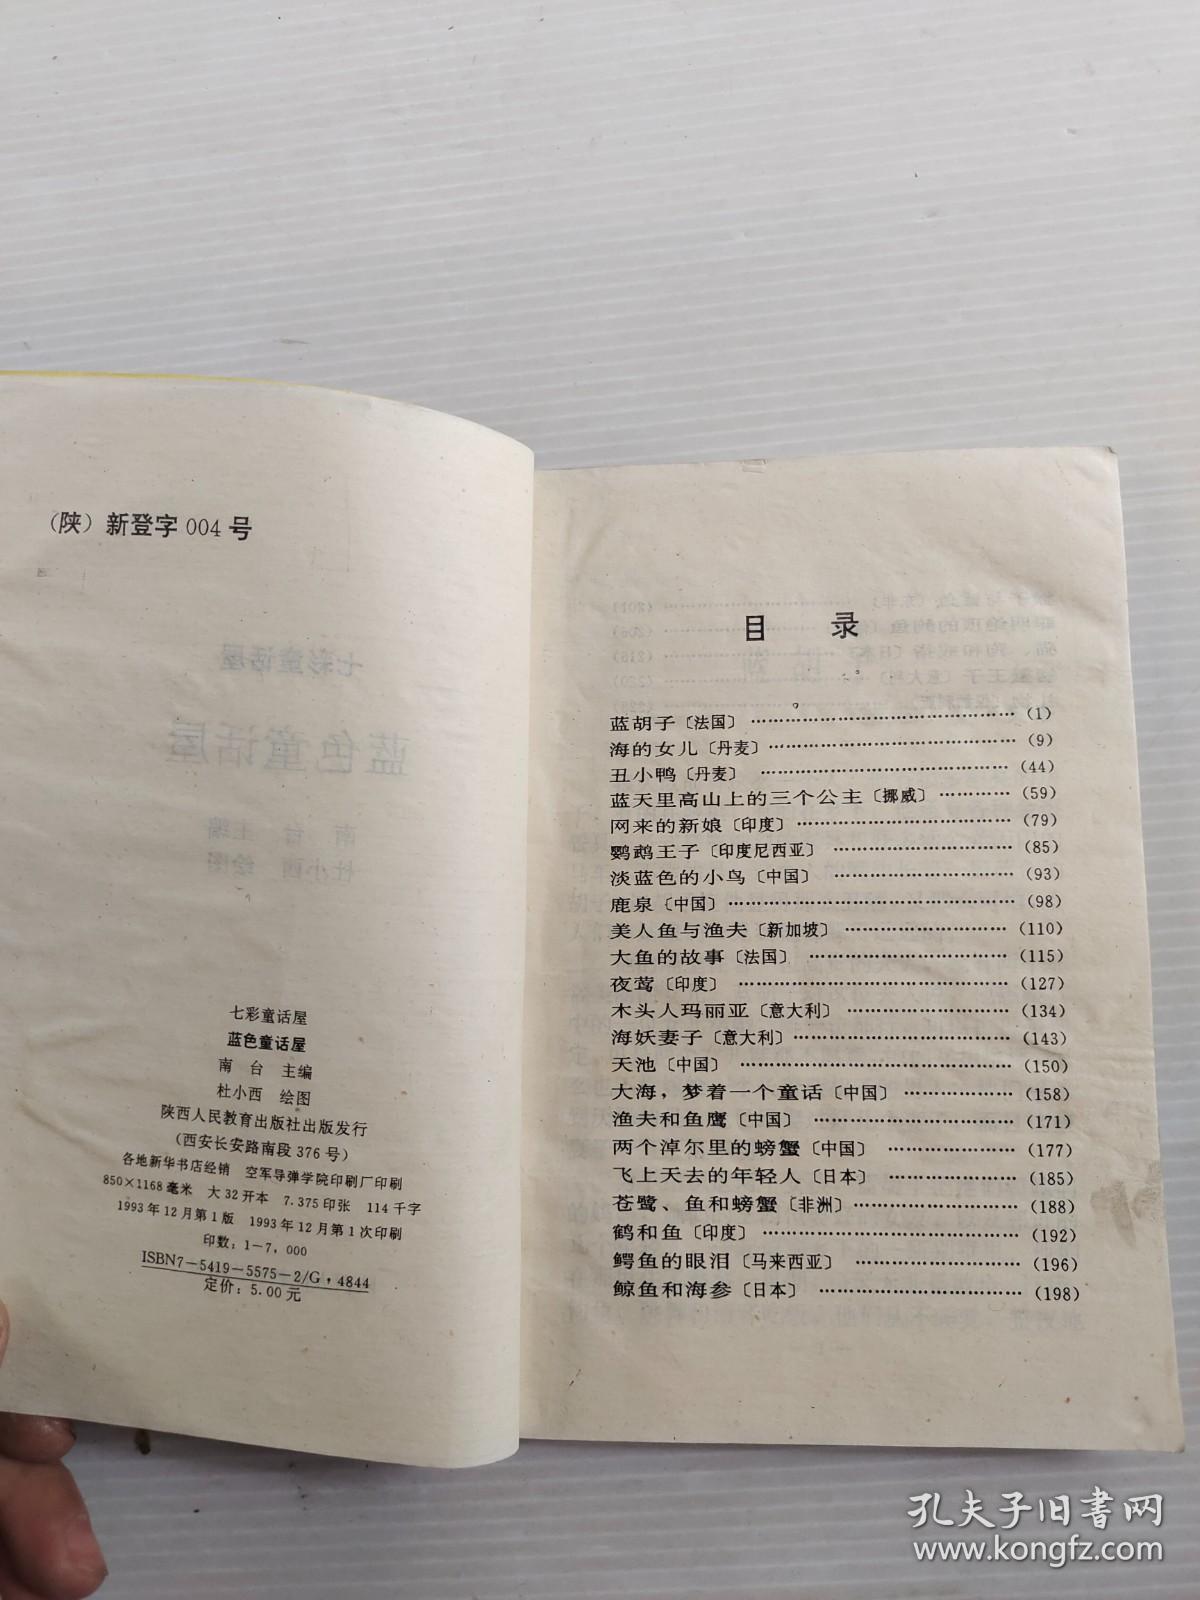 （陕）新登字 004 号
七彩童话屋
蓝色童话屋
南　台　主编
杜小西　绘图
陕西人民教育出版社出版发行
（西安长安路南段 376 号）
各地新华书店经销　空军导弹学院印刷厂印刷
850×1168 毫米　大 32 开本　7.375 印张　114 千字
1993 年 12 月第 1 版　1993 年 12 月第 1 次印刷
印数：1—7,000
ISBN7－5419－5575－2/G，4844
定价：5.00 元
目　录
蓝胡子〔法国〕……………………………（1）
海的女儿〔丹麦〕……………………………（9）
丑小鸭〔丹麦〕……………………………（44）
蓝天里高山上的三个公主〔挪威〕…………（59）
网来的新娘〔印度〕………………………（79）
鹦鹉王子〔印度尼西亚〕…………………（85）
淡蓝色的小鸟〔中国〕……………………（93）
鹿泉〔中国〕………………………………（98）
美人鱼与渔夫〔新加坡〕…………………（110）
大鱼的故事〔法国〕………………………（115）
夜莺〔印度〕………………………………（127）
木头人玛丽亚〔意大利〕…………………（134）
海妖妻子〔意大利〕………………………（143）
天池〔中国〕………………………………（150）
大海，梦着一个童话〔中国〕……………（158）
渔夫和鱼鹰〔中国〕………………………（171）
两个淖尔里的螃蟹〔中国〕………………（177）
飞上天去的年轻人〔日本〕………………（185）
苍鹭、鱼和螃蟹〔非洲〕…………………（188）
鹤和鱼〔印度〕……………………………（192）
鳄鱼的眼泪〔马来西亚〕…………………（196）
鲸鱼和海参〔日本〕………………………（198）
孔夫子旧书网
www.kongfz.com